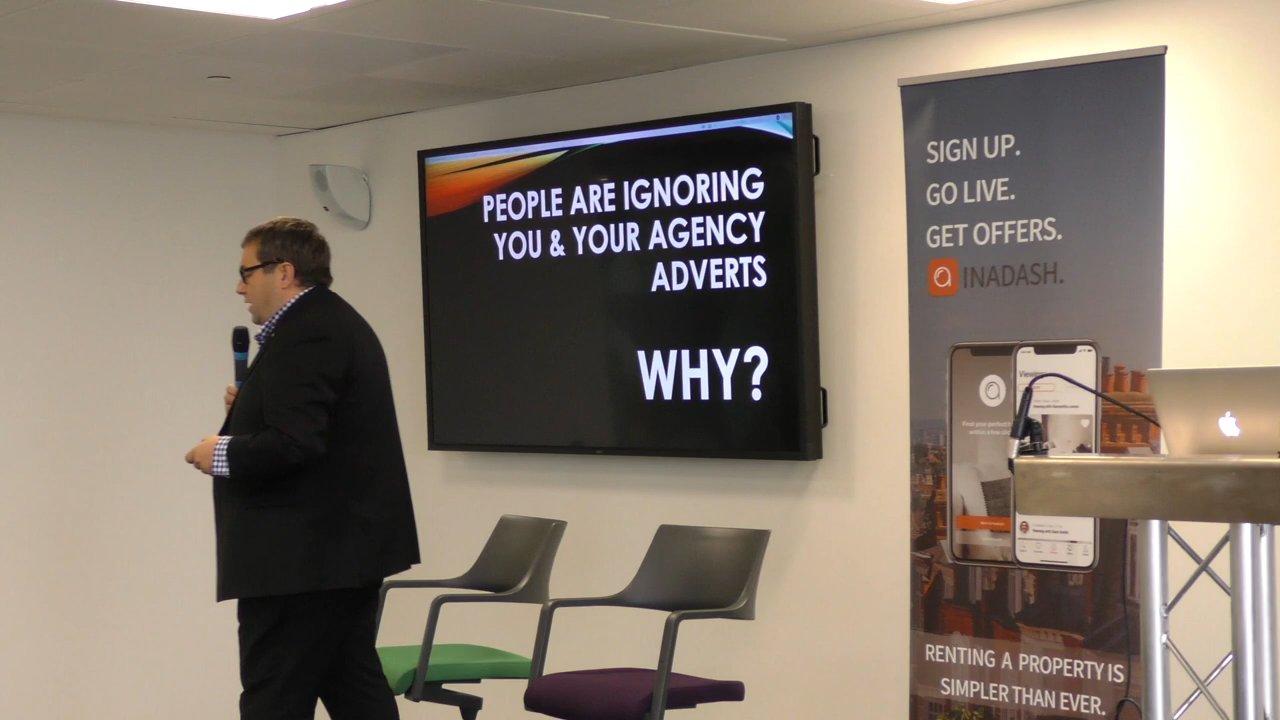 PEOPLE ARE IGNORING
YOU & YOUR AGENCY
ADVERTS
WHY?
SIGN UP.
GO LIVE.
GET OFFERS.
INADASH.
RENTING A PROPERTY IS
SIMPLER THAN EVER.